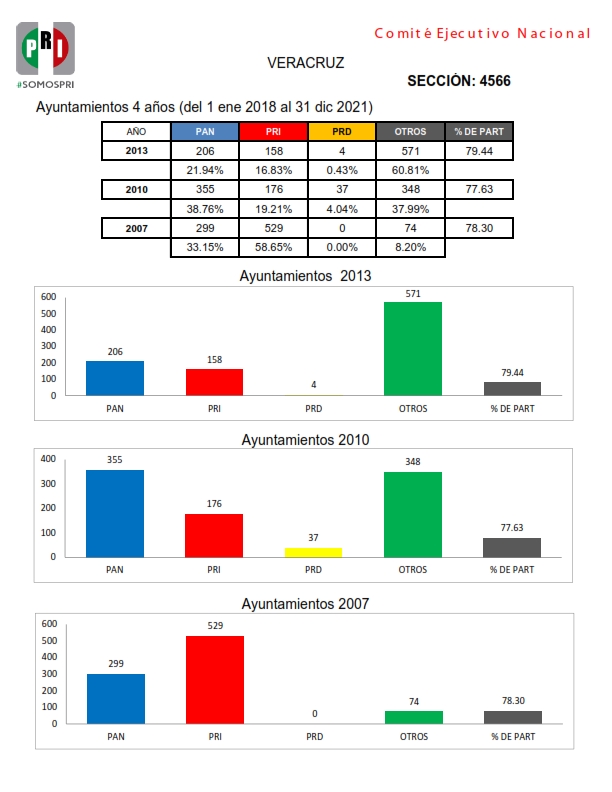 Comité Ejecutivo Nacional
PRI
#SOMOSPRI
VERACRUZ
SECCIÓN: 4566
Ayuntamientos 4 años (del 1 ene 2018 al 31 dic 2021)
AÑO PAN PRI PRD OTROS % DE PART
2013 206 158 4 571 79.44
21.94% 16.83% 0.43% 60.81%
2010 355 176 37 348 77.63
38.76% 19.21% 4.04% 37.99%
2007 299 529 0 74 78.30
33.15% 58.65% 0.00% 8.20%
Ayuntamientos 2013
600
500
400
300
200
100
0
206 158 4 571 79.44
PAN PRI PRD OTROS % DE PART
Ayuntamientos 2010
400
300
200
100
0
355 176 37 348 77.63
PAN PRI PRD OTROS % DE PART
Ayuntamientos 2007
600
500
400
300
200
100
0
299 529 0 74 78.30
PAN PRI PRD OTROS % DE PART